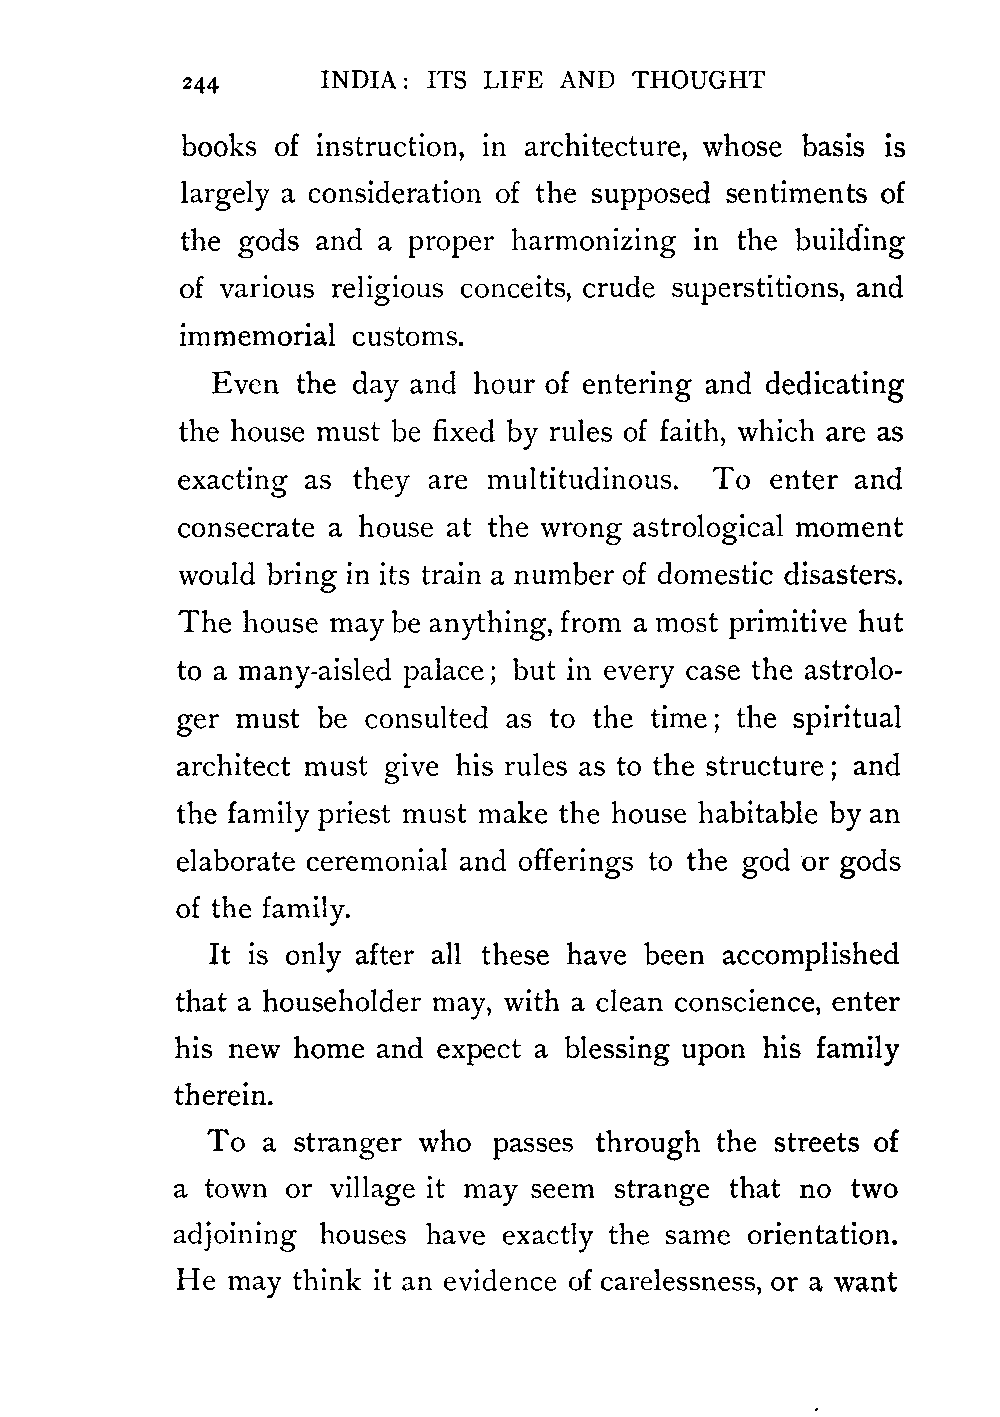 244 INDIA: ITS LIFE AND THOUGHT
books of instruction, in architecture, whose basis is
largely a consideration of the supposed sentiments of
the gods and a proper harmonizing in the building
of various religious conceits, crude superstitions, and
immemorial customs.
Even the day and hour of entering and dedicating
the house must be fixed by rules of faith, which are as
exacting as they are multitudinous. To enter and
consecrate a house at the wrong astrological moment
would bring in its train a number of domestic disasters.
The house may be anything, from a most primitive hut
to a many-aisled palace; but in every case the astrolo-
ger must be consulted as to the time; the spiritual
architect must give his rules as to the structure; and
the family priest must make the house habitable by an
elaborate ceremonial and offerings to the god or gods
of the family.
It is only after all these have been accomplished
that a householder may, with a clean conscience, enter
his new home and expect a blessing upon his family
therein.
To a stranger who passes through the streets of
a town or village it may seem strange that no two
adjoining houses have exactly the same orientation.
He may think it an evidence of carelessness, or a want